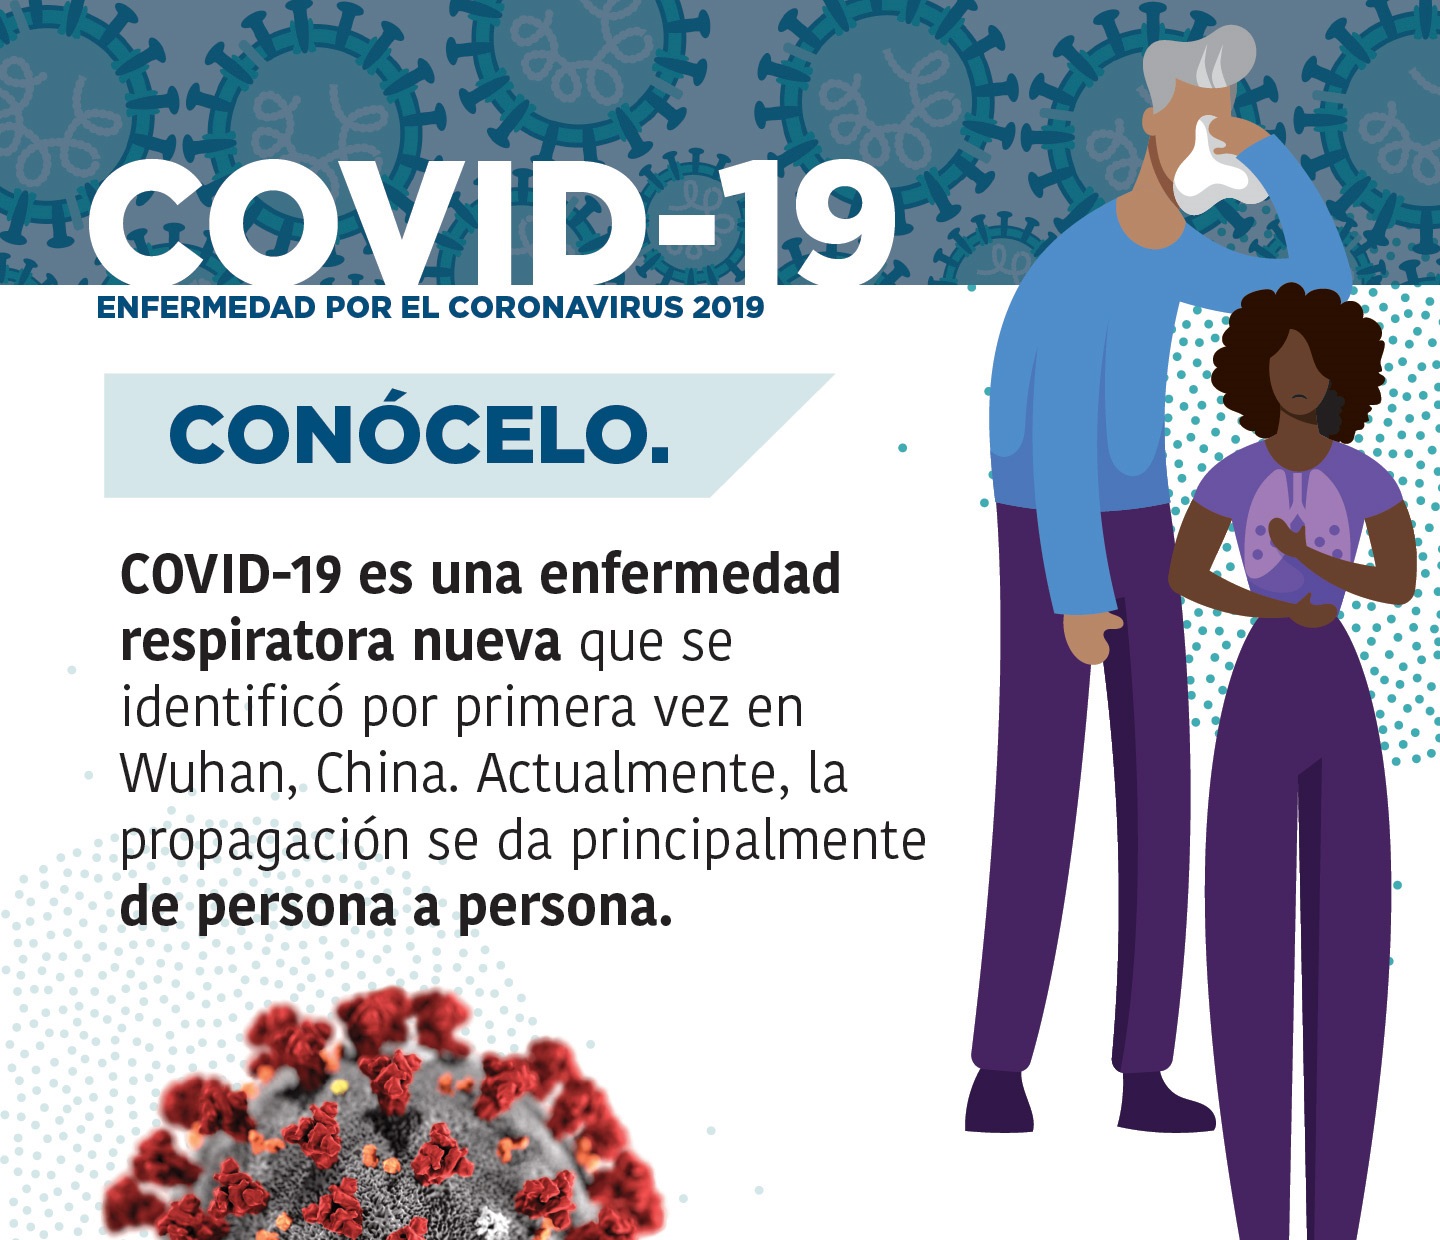 COVID-19
ENFERMEDAD POR EL CORONAVIRUS 2019
CONÓCELO.
COVID-19 es una enfermedad
respiratora nueva que se
identificó por primera vez en
Wuhan, China. Actualmente, la
propagación se da principalmente
de persona a persona.